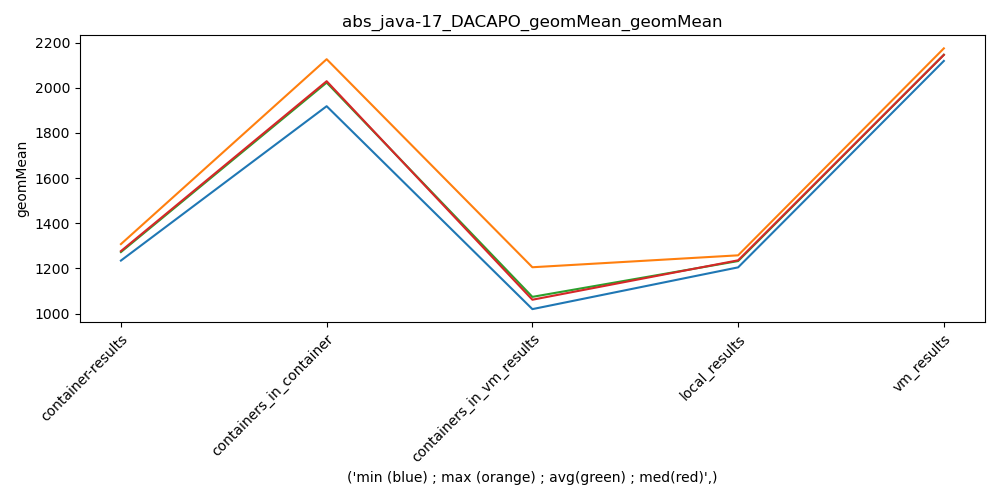 abs_java-17_DACAPO_geomMean_geomMean
2200
2000
1800
1600
1400
1200
1000
geomMean
container-results
containers_in_container
containers_in_vm_results
local_results
vm_results
('min (blue) ; max (orange) ; avg(green) ; med(red)',)